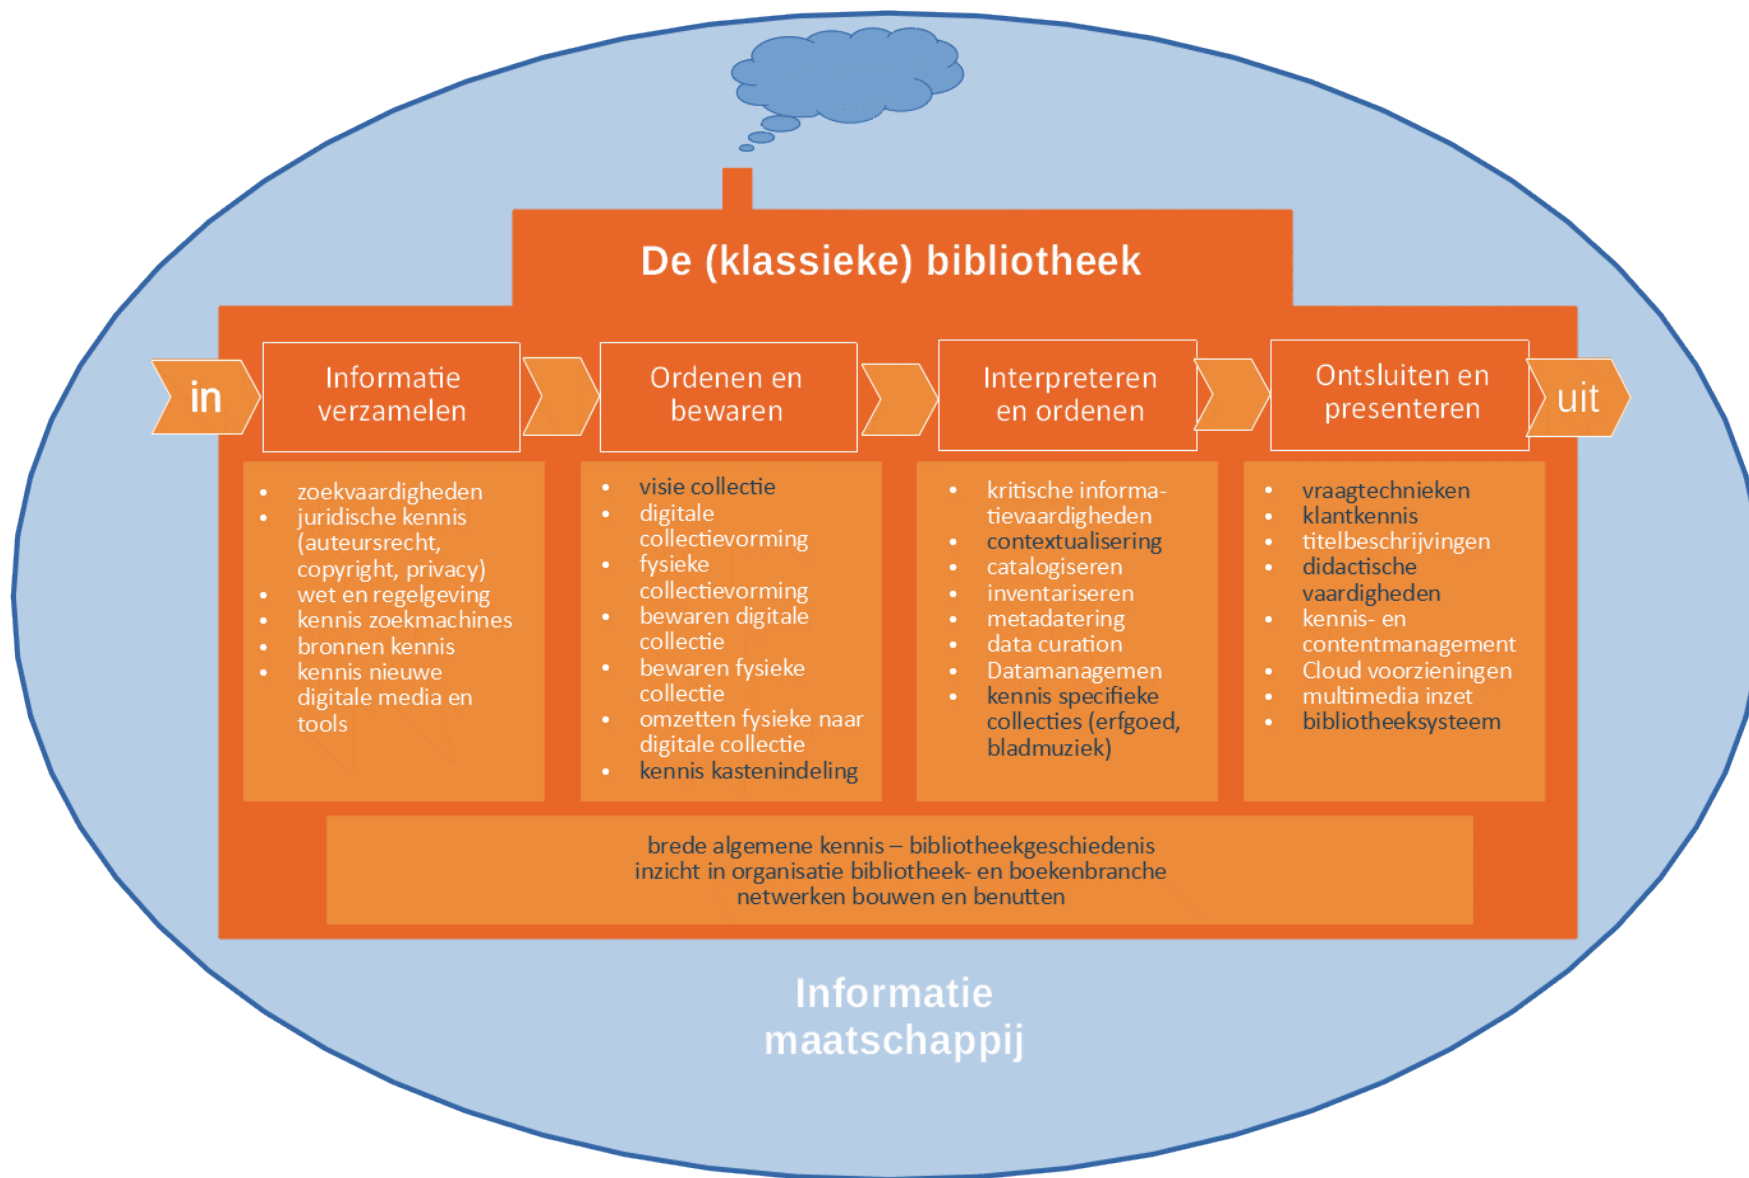 De (klassieke) bibliotheek
in
Informatie
verzamelen
Ordenen en
bewaren
Interpreteren
en ordenen
Ontsluiten en
presenteren
uit
• zoekvaardigheden
• juridische kennis
(auteursrecht,
copyright, privacy)
• wet en regelgeving
• kennis zoekmachines
• bronnen kennis
• kennis nieuwe
digitale media en
tools
• visie collectie
• digitale
collectievorming
• fysieke
collectievorming
• bewaren digitale
collectie
• bewaren fysieke
collectie
• omzetten fysieke naar
digitale collectie
• kennis kastenindeling
• kritische informa-
tievaardigheden
• contextualisering
• catalogiseren
• inventariseren
• metadatering
• data curation
• Datamanagemen
• kennis specifieke
collecties (erfgoed,
bladmuziek)
• vraagtechnieken
• klantkennis
• titelbeschrijvingen
• didactische
vaardigheden
• kennis- en
contentmanagement
• Cloud voorzieningen
• multimedia inzet
• bibliotheeksysteem
brede algemene kennis – bibliotheekgeschiedenis
inzicht in organisatie bibliotheek- en boekenbranche
netwerken bouwen en benutten
Informatie
maatschappij